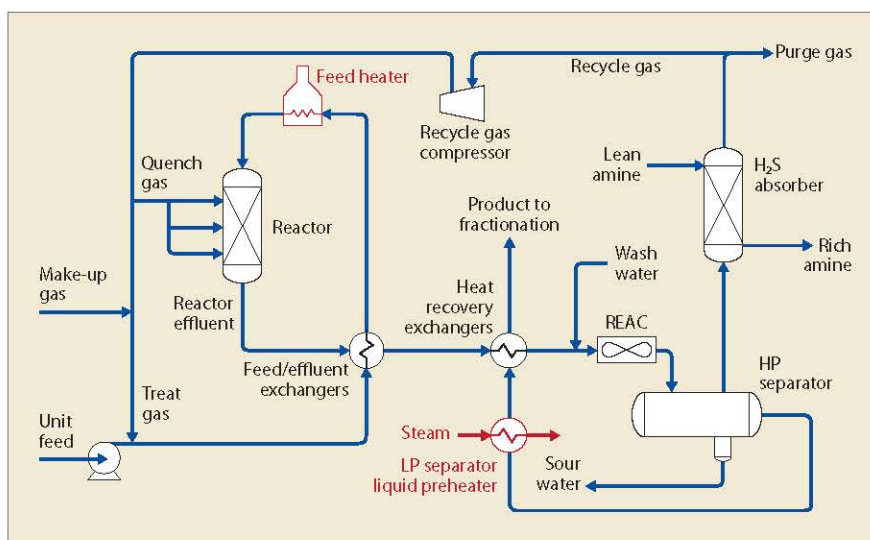 Feed heater
Recycle gas
Purge gas
Recycle gas
compressor
Lean
amine
H₂S
absorber
Quench
gas
Reactor
Product to
fractionation
Rich
amine
Make-up
gas
Reactor
effluent
Heat
recovery
exchangers
Wash
water
REAC
Feed/effluent
exchangers
HP
separator
Treat
gas
Unit
feed
Steam
LP separator
liquid preheater
Sour
water